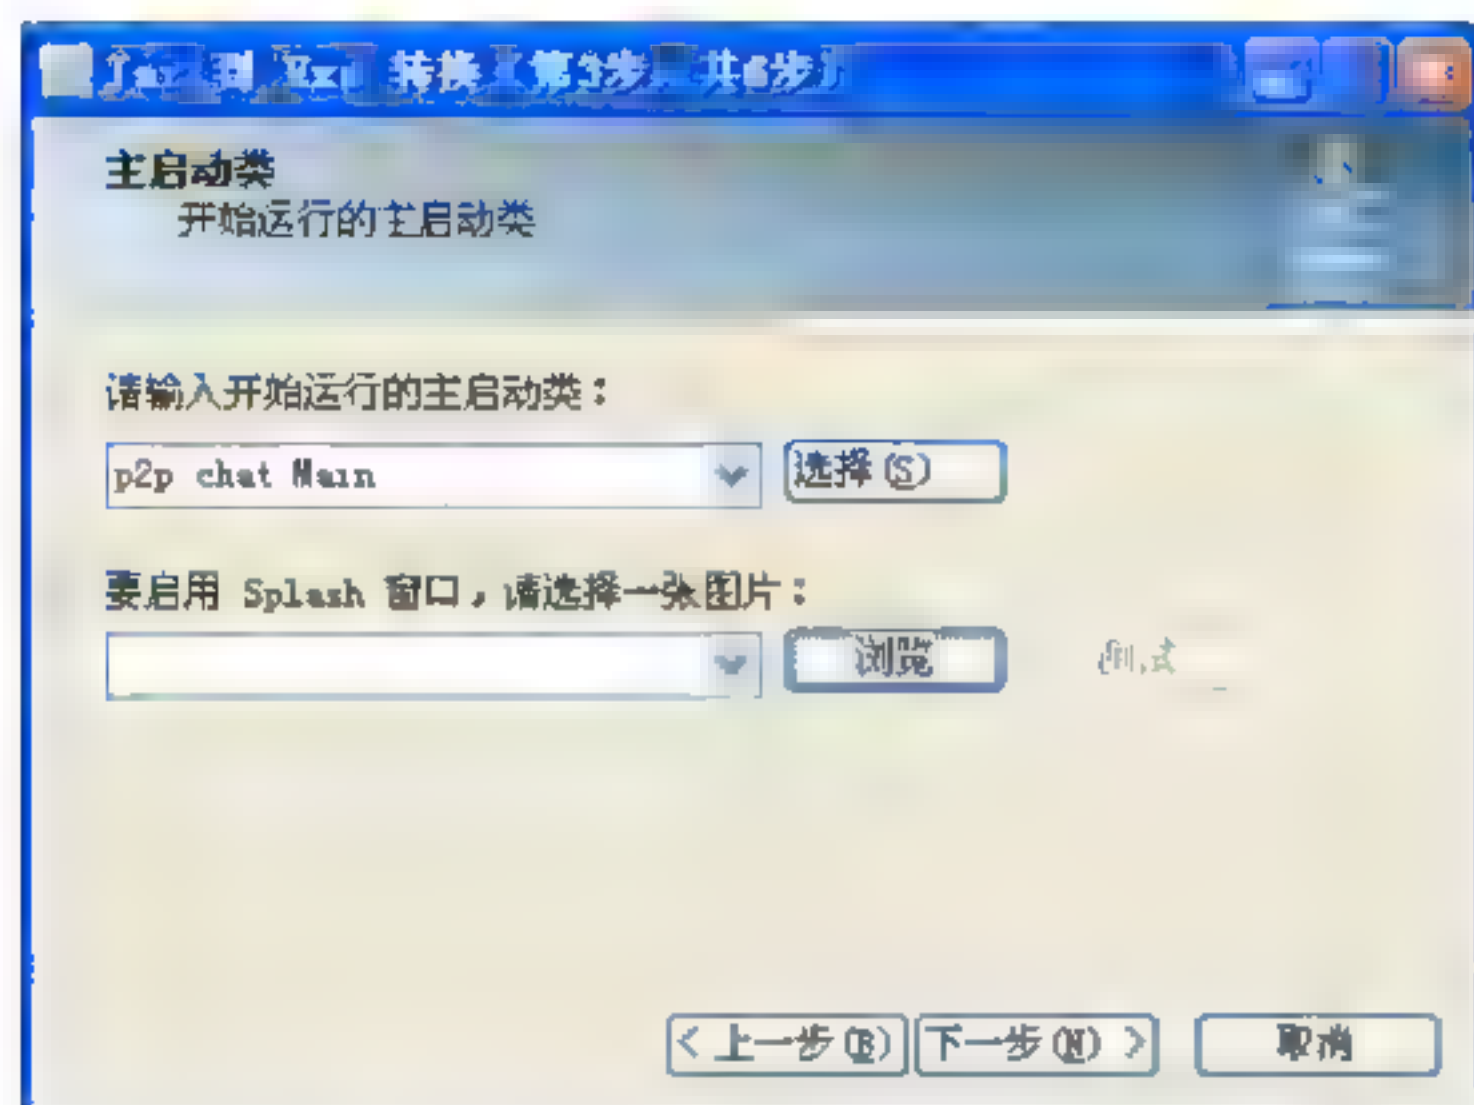 Jar 到 Exe 转换（第3步，共6步）
主启动类
开始运行的主启动类
请输入开始运行的主启动类：
p2p chat Main
选择(S)
要启用 Splash 窗口，请选择一张图片：
浏览
<上一步(B) 下一步(N)> 取消